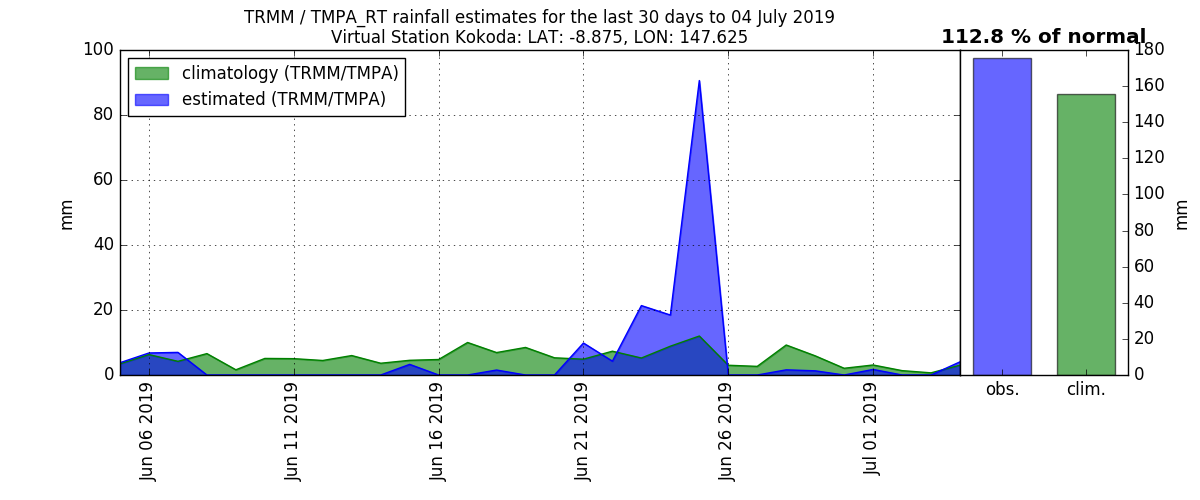 TRMM / TMPA_RT rainfall estimates for the last 30 days to 04 July 2019
Virtual Station Kokoda: LAT: -8.875, LON: 147.625
112.8 % of normal
climatology (TRMM/TMPA)
estimated (TRMM/TMPA)
100
80
60
40
20
0
mm
Jun 06 2019
Jun 11 2019
Jun 16 2019
Jun 21 2019
Jun 26 2019
Jul 01 2019
180
160
140
120
100
80
60
40
20
0
mm
obs.
clim.